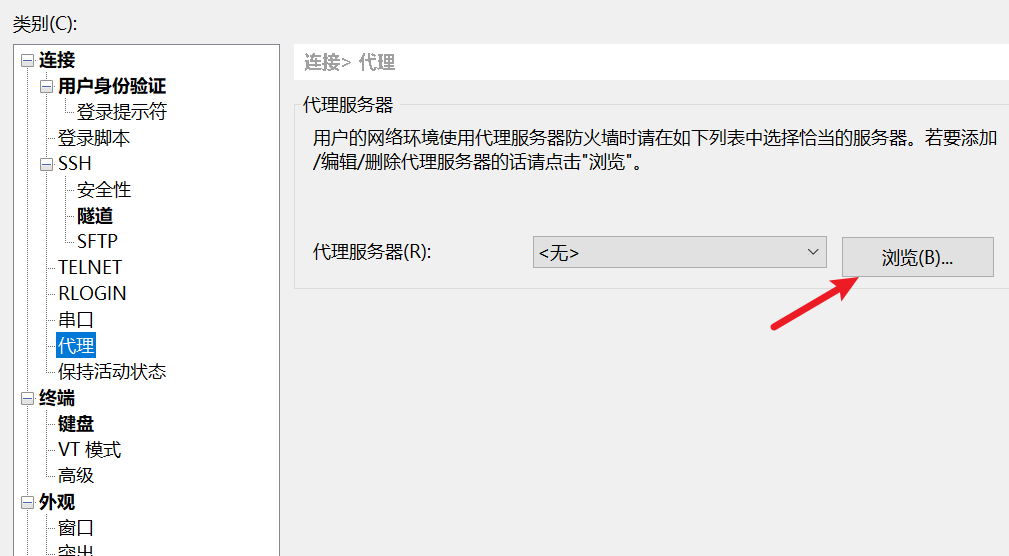 类别(C):
连接
用户身份验证
登录提示符
登录脚本
SSH
安全性
隧道
SFTP
TELNET
RLOGIN
串口
代理
保持活动状态
终端
键盘
VT 模式
高级
外观
窗口
突出
连接> 代理
代理服务器
用户的网络环境使用代理服务器防火墙时请在如下列表中选择恰当的服务器。若要添加
/编辑/删除代理服务器的话请点击"浏览"。
代理服务器(R):
<无>
浏览(B)...